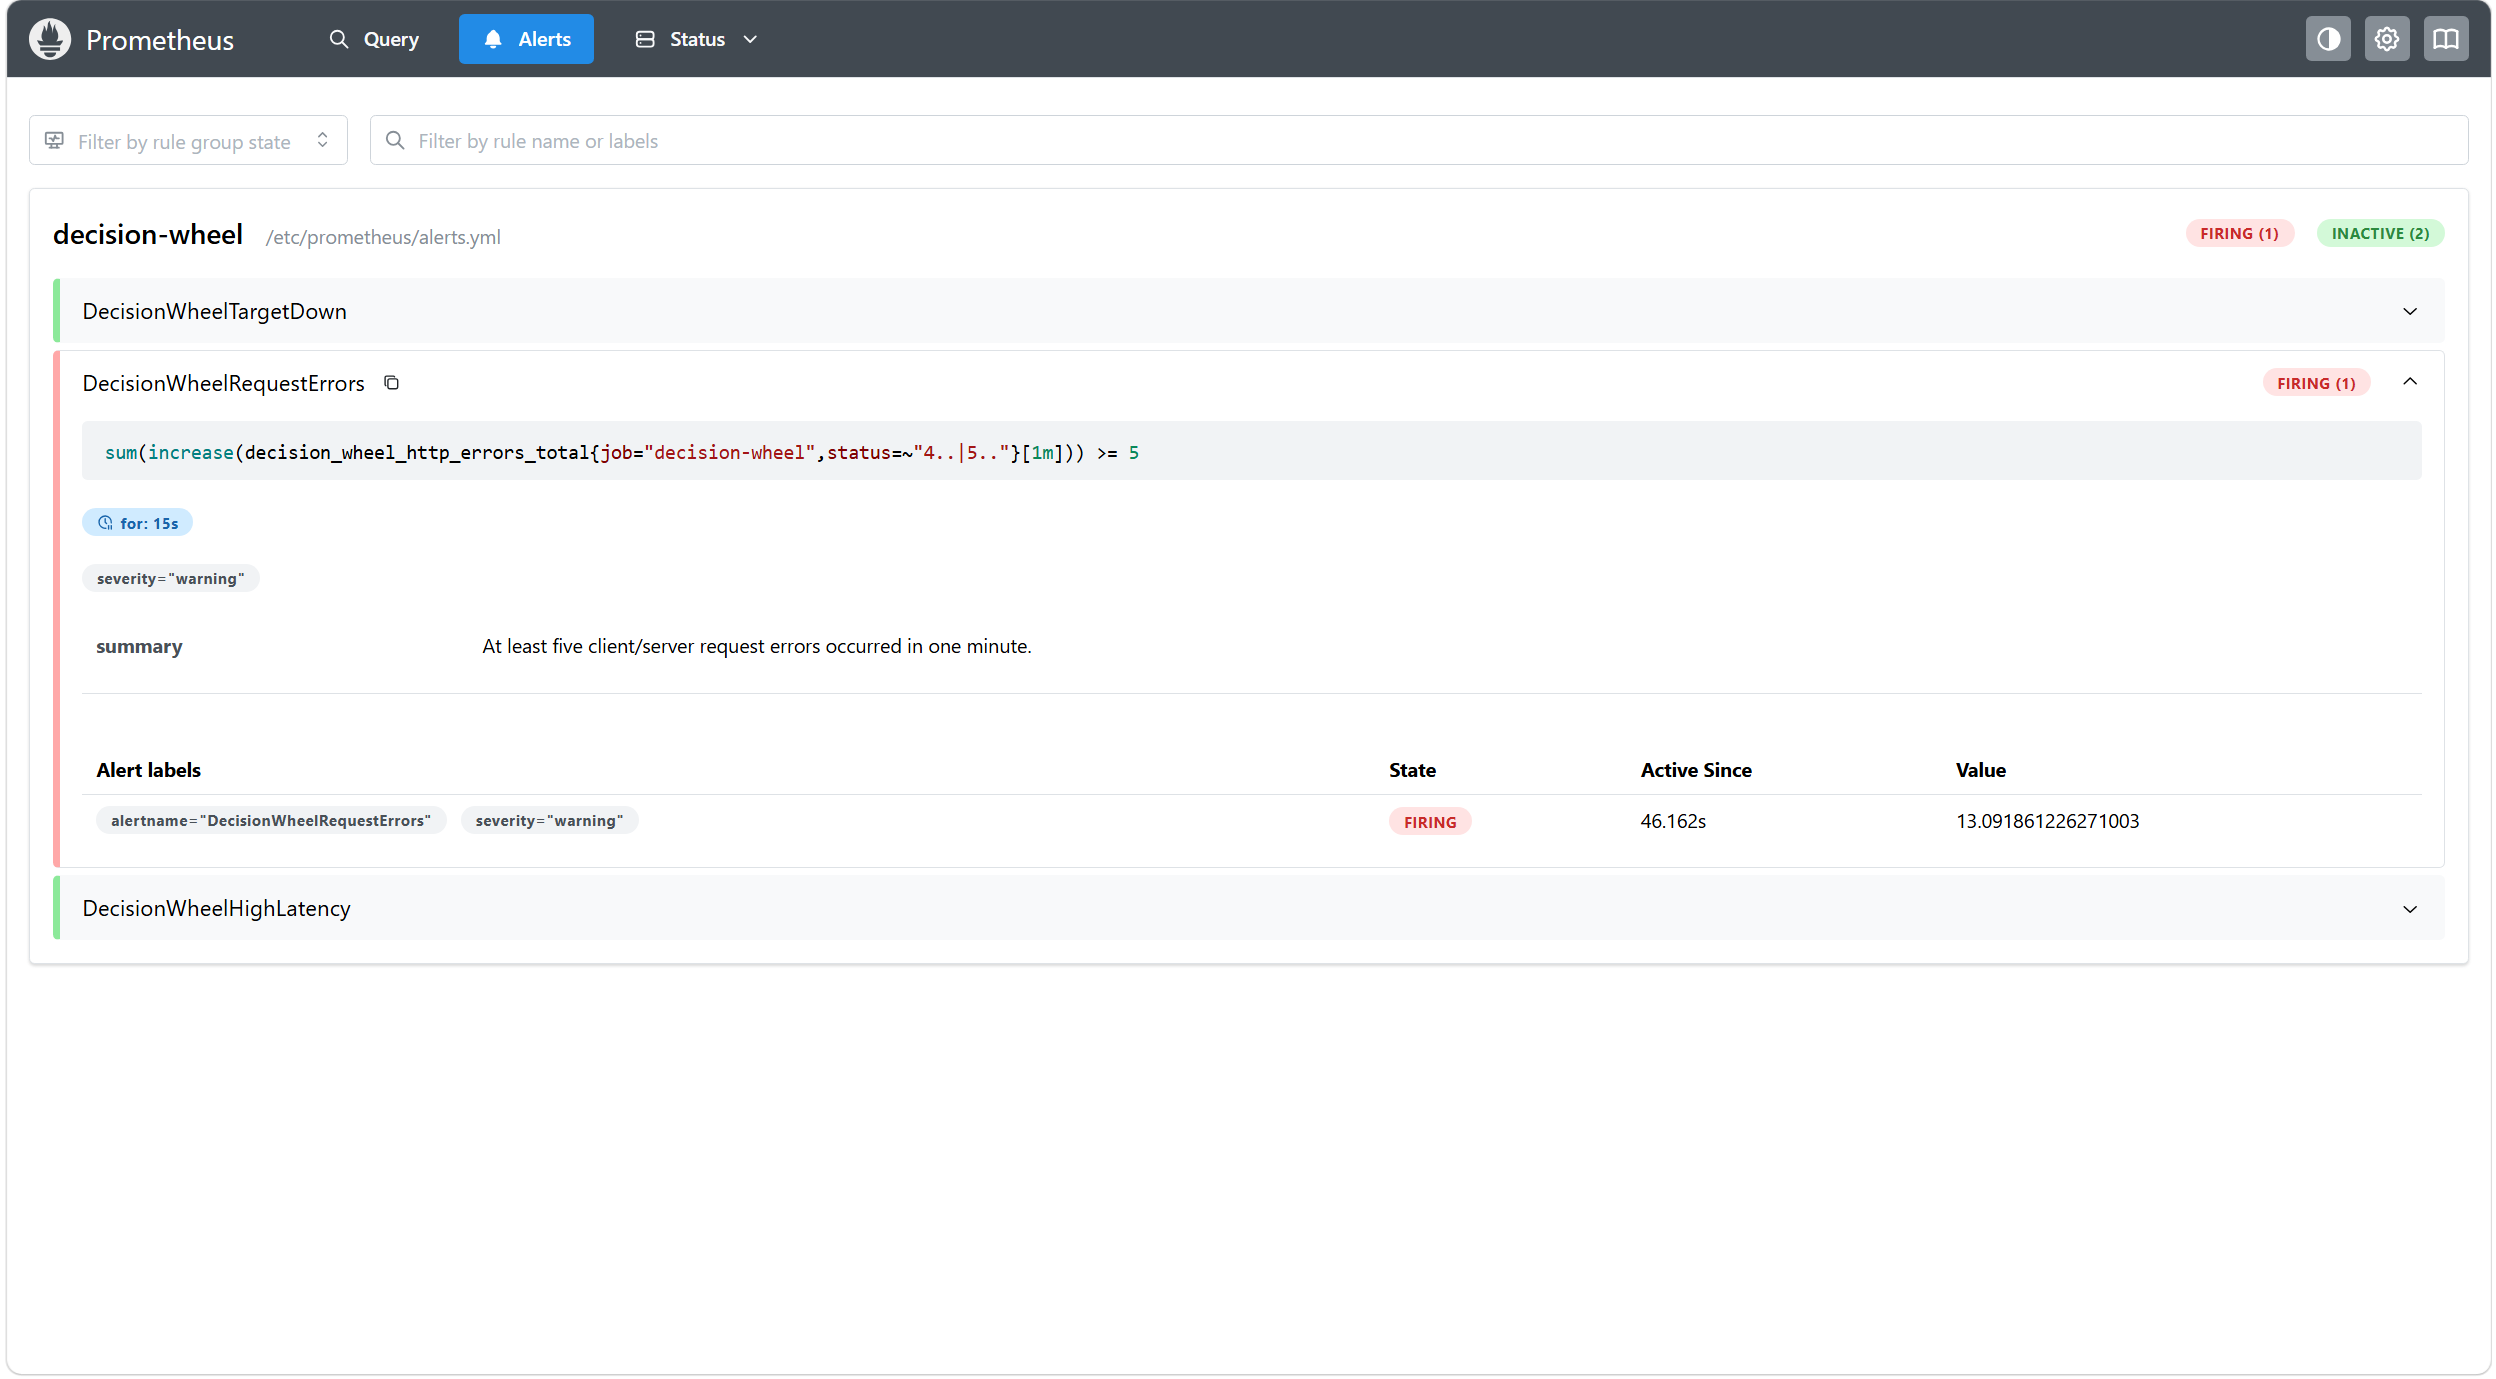 Prometheus Query Alerts Status
Filter by rule group state Filter by rule name or labels
decision-wheel /etc/prometheus/alerts.yml FIRING (1) INACTIVE (2)
DecisionWheelTargetDown
DecisionWheelRequestErrors FIRING (1)
sum(increase(decision_wheel_http_errors_total{job="decision-wheel",status=~"4..|5.."}[1m])) >= 5
for: 15s
severity="warning"
summary At least five client/server request errors occurred in one minute.
Alert labels State Active Since Value
alertname="DecisionWheelRequestErrors" severity="warning" FIRING 46.162s 13.091861226271003
DecisionWheelHighLatency